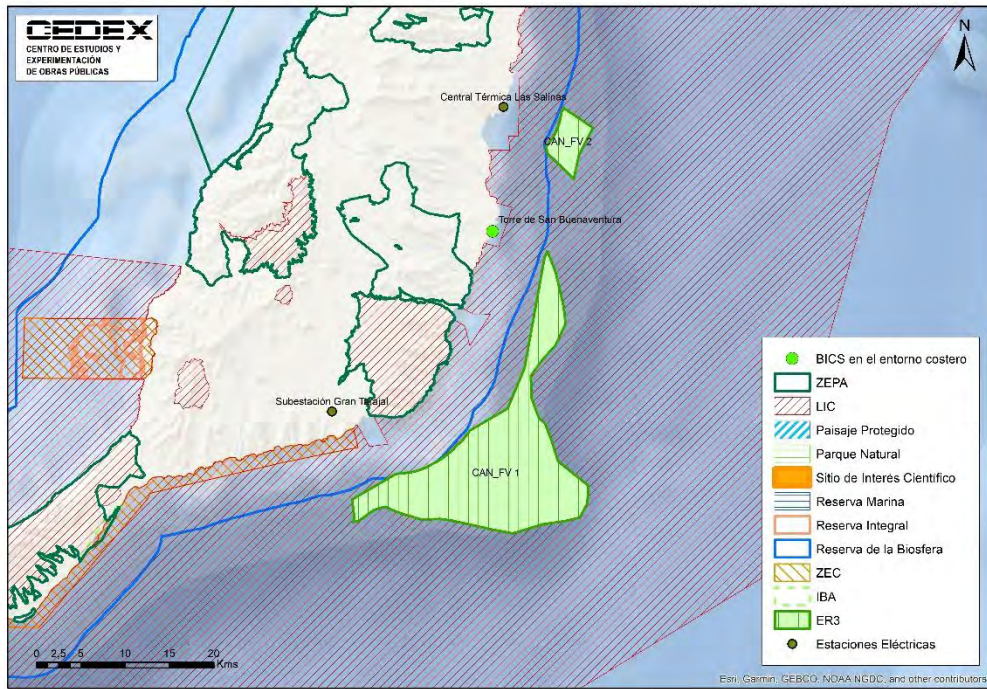 CEDEX
CENTRO DE ESTUDIOS Y
EXPERIMENTACIÓN
DE OBRAS PÚBLICAS
N
Central Térmica Las Salinas
CAN_FV 2
Torre de San Buenaventura
Subestación Gran Tarajal
CAN_FV 1
BICS en el entorno costero
ZEPA
LIC
Paisaje Protegido
Parque Natural
Sitio de Interés Científico
Reserva Marina
Reserva Integral
Reserva de la Biosfera
ZEC
IBA
ER3
Estaciones Eléctricas
0 2,5 5 10 15 20
Kms
Esri, Garmin, GEBCO, NOAA NGDC, and other contributors